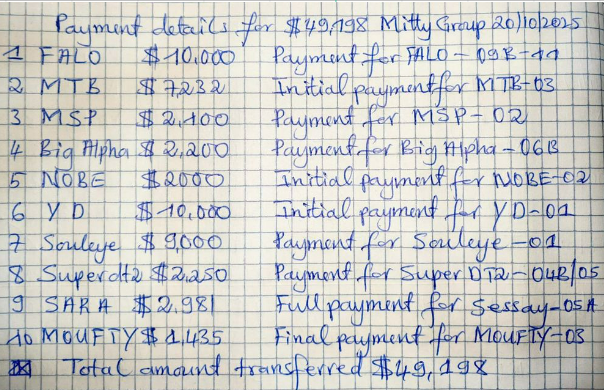 Payment details for $49,198 Mitty Group 20/10/2025
1 FALO $10,000 Payment for FALO - 09B-11
2 MTB $7,232 Initial payment for MTB-03
3 MSP $2,100 Payment for MSP- 02
4 Big Alpha $2,200 Payment for Big Alpha - 06B
5 NOBE $2000 Initial payment for NOBE-02
6 YD $10,000 Initial payment for YD-01
7 Souleye $9,000 Payment for Souleye -01
8 Superdt2 $2,250 Payment for Super DT2-04B/05
9 SARA $2,981 Full payment for Sessay-05A
10 MOUFTY $1,435 Final payment for MOUFTY-03
Total amount transferred $49,198